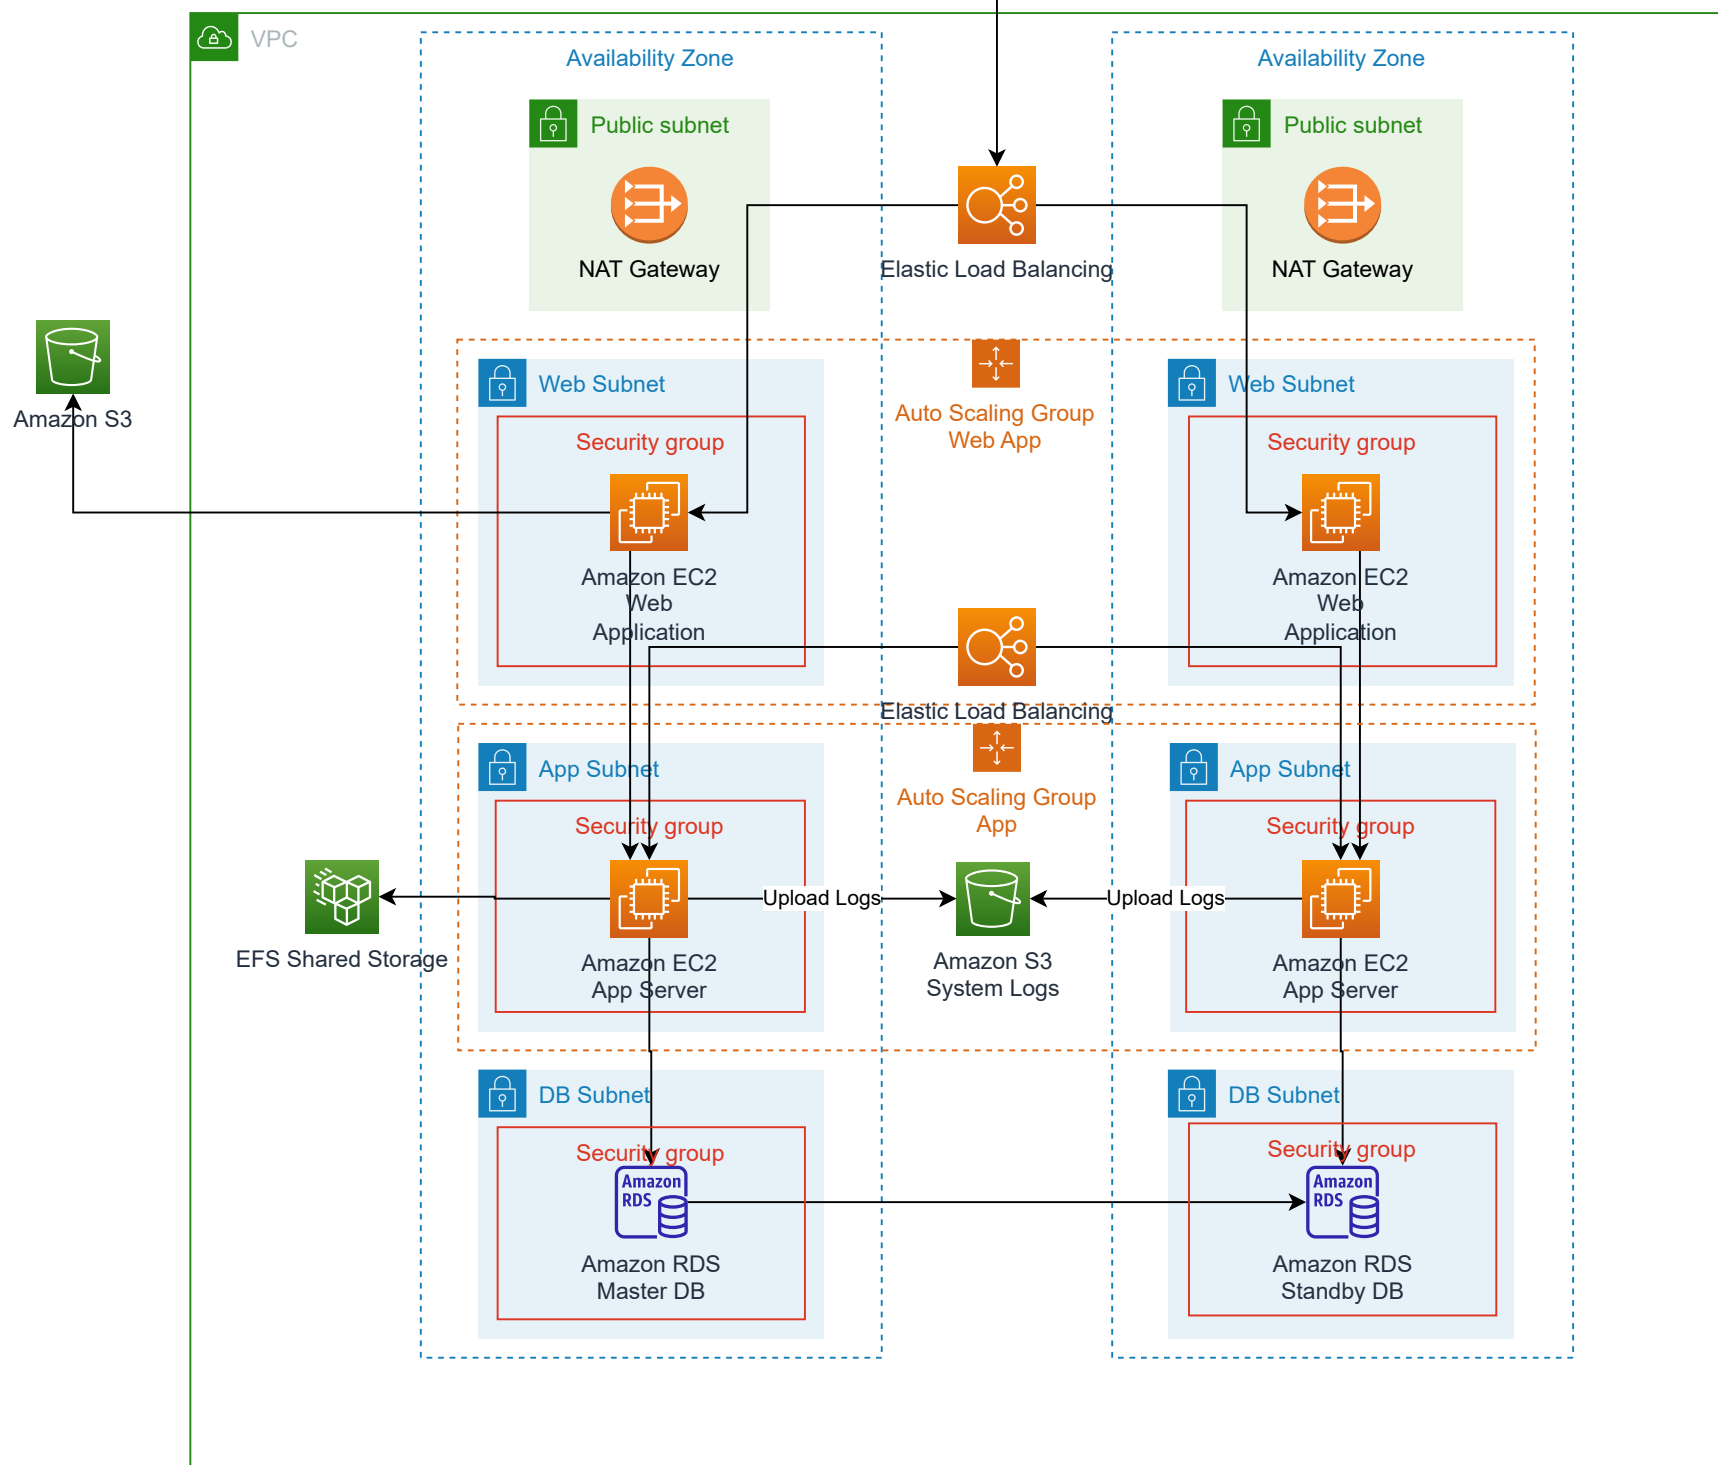 VPC
Availability Zone
Availability Zone
Public subnet
Public subnet
NAT Gateway
Elastic Load Balancing
NAT Gateway
Amazon S3
Web Subnet
Auto Scaling Group
Web App
Web Subnet
Security group
Security group
Amazon EC2
Web
Application
Amazon EC2
Web
Application
Elastic Load Balancing
App Subnet
Auto Scaling Group
App
App Subnet
Security group
Security group
Upload Logs
Upload Logs
EFS Shared Storage
Amazon EC2
App Server
Amazon S3
System Logs
Amazon EC2
App Server
DB Subnet
DB Subnet
Security group
Security group
Amazon
RDS
Amazon
RDS
Amazon RDS
Master DB
Amazon RDS
Standby DB